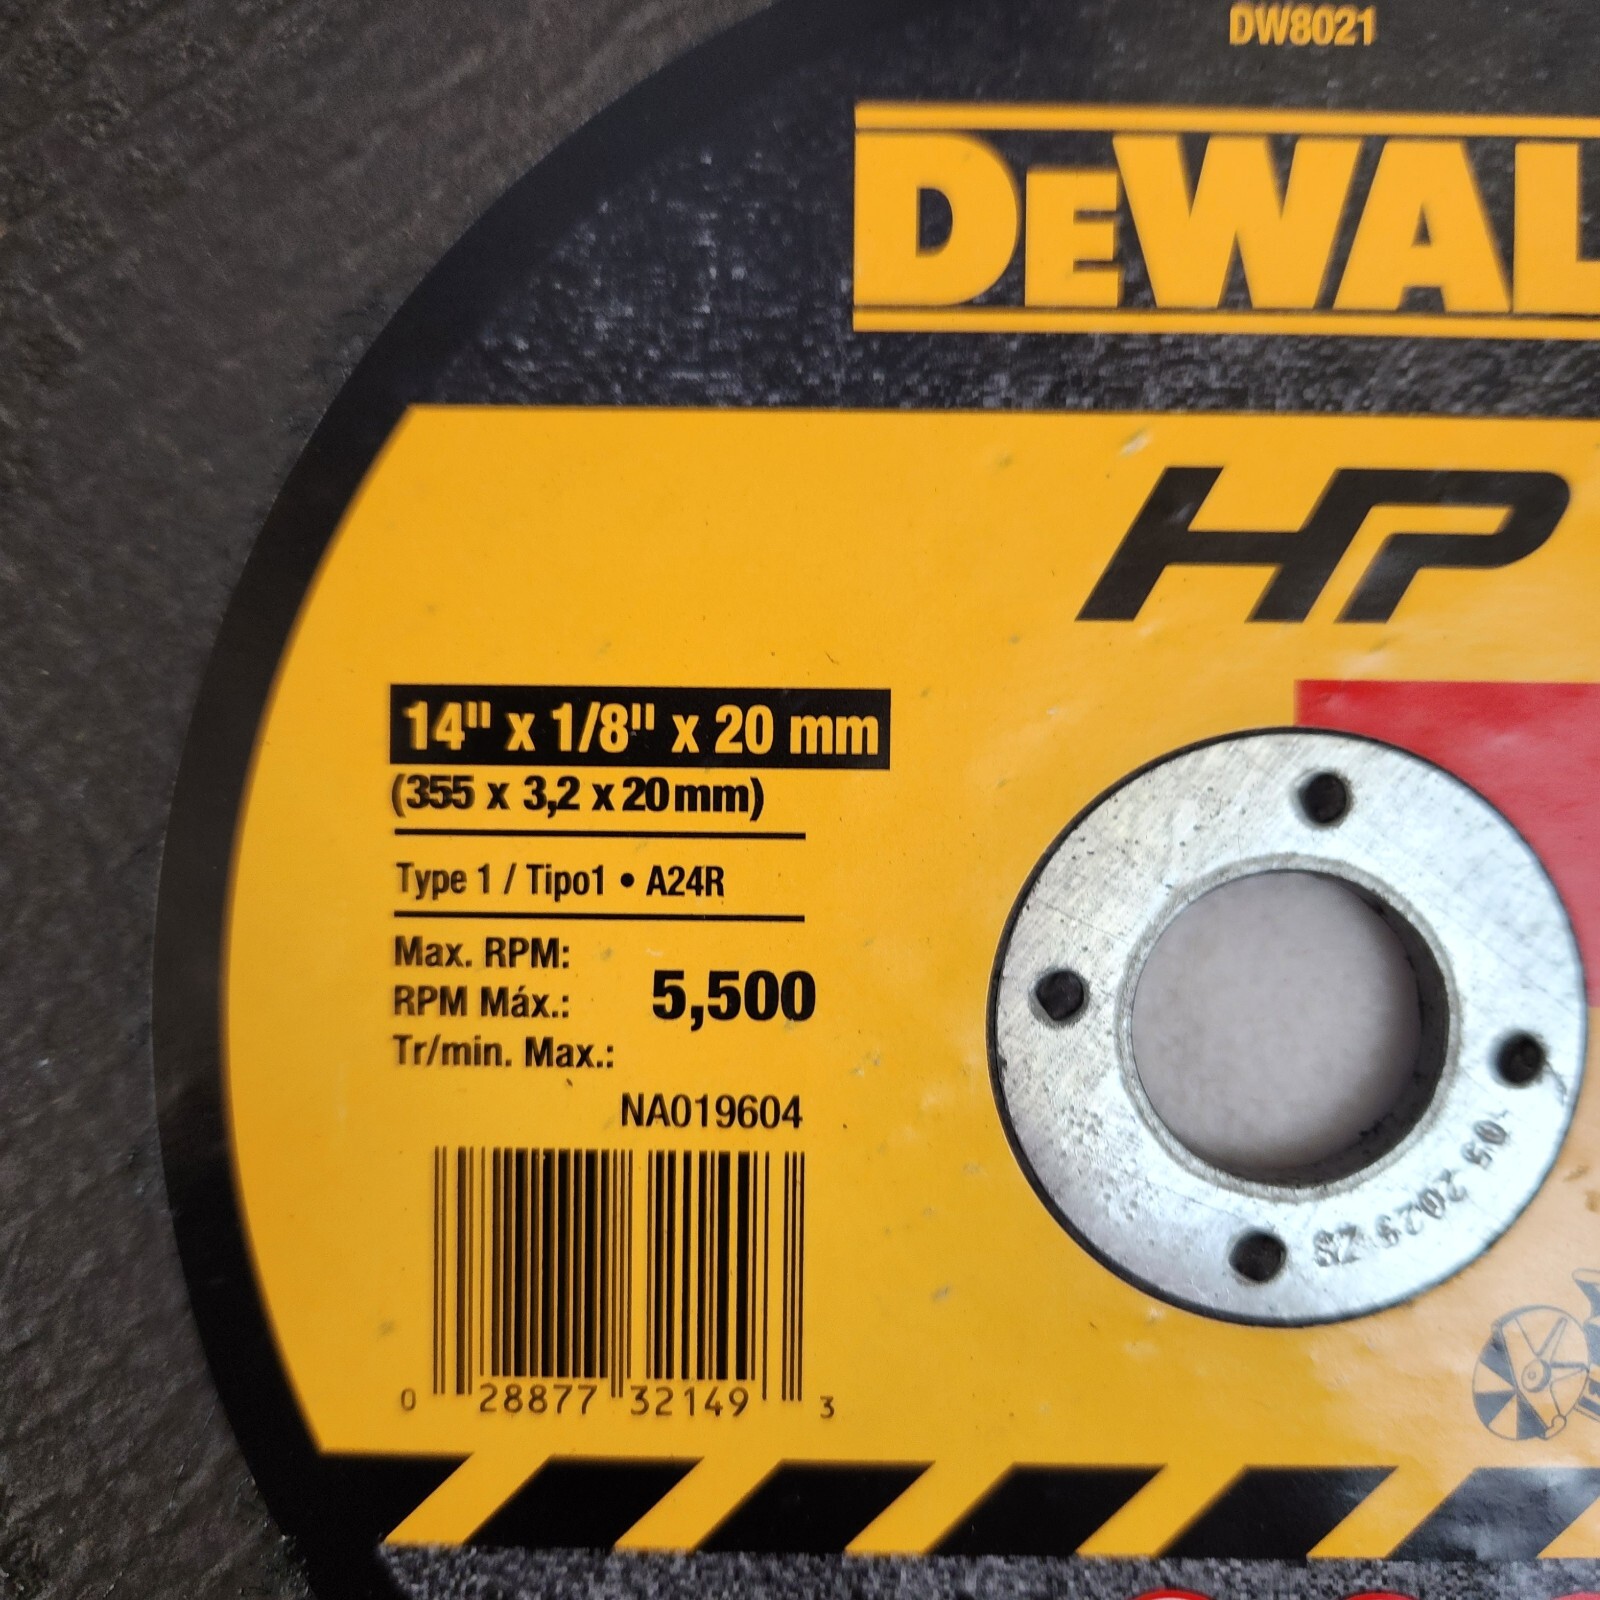 DW8021
DEWAL
HP
14" x 1/8" x 20 mm
(355 x 3,2 x 20mm)
Type 1 / Tipo1 • A24R
Max. RPM:
RPM Máx.: 5,500
Tr/min. Max.:
NA019604
0 28877 32149 3